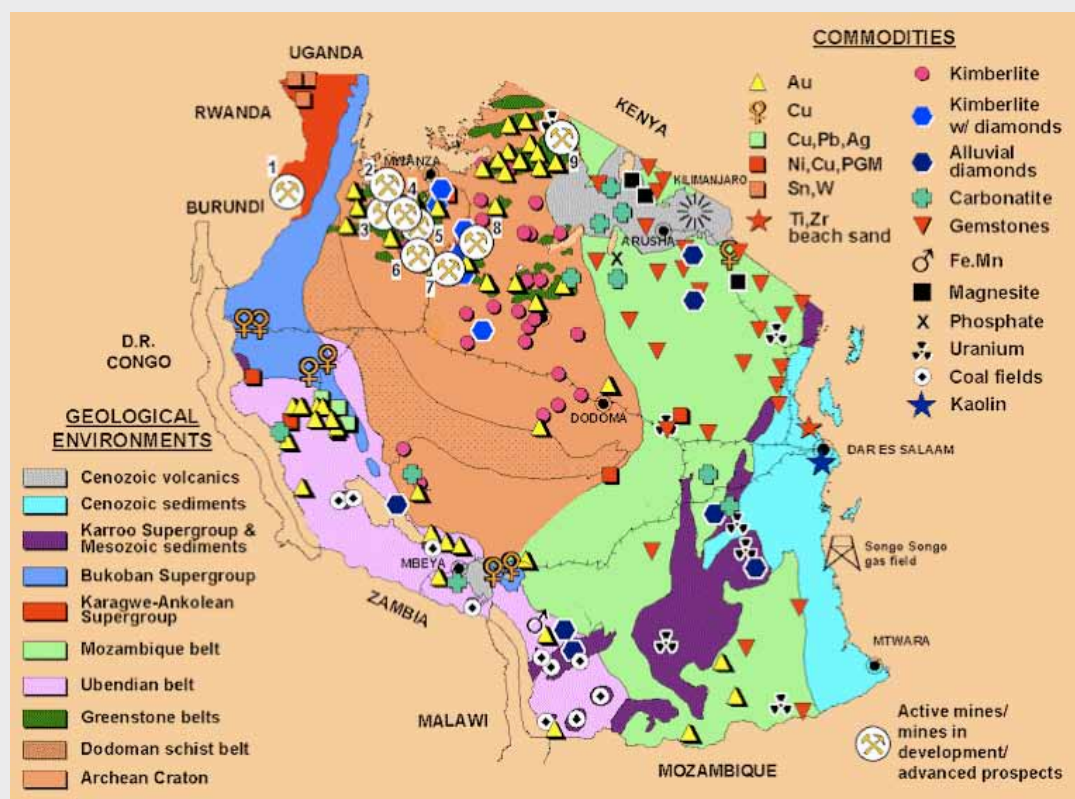 UGANDA
RWANDA
BURUNDI
KENYA
MWANZA
KILIMANJARO
ARUSHA
1
2
3
4
5
6
7
8
9
D.R.
CONGO
DODOMA
DAR ES SALAAM
MBEYA
ZAMBIA
MALAWI
MOZAMBIQUE
MTWARA
Songo Songo
gas field
COMMODITIES
Au
Cu
Cu,Pb,Ag
Ni,Cu,PGM
Sn,W
Ti,Zr
beach sand
Kimberlite
Kimberlite
w/ diamonds
Alluvial
diamonds
Carbonatite
Gemstones
Fe.Mn
Magnesite
Phosphate
Uranium
Coal fields
Kaolin
GEOLOGICAL
ENVIRONMENTS
Cenozoic volcanics
Cenozoic sediments
Karroo Supergroup &
Mesozoic sediments
Bukoban Supergroup
Karagwe-Ankolean
Supergroup
Mozambique belt
Ubendian belt
Greenstone belts
Dodoman schist belt
Archean Craton
Active mines/
mines in
development/
advanced prospects